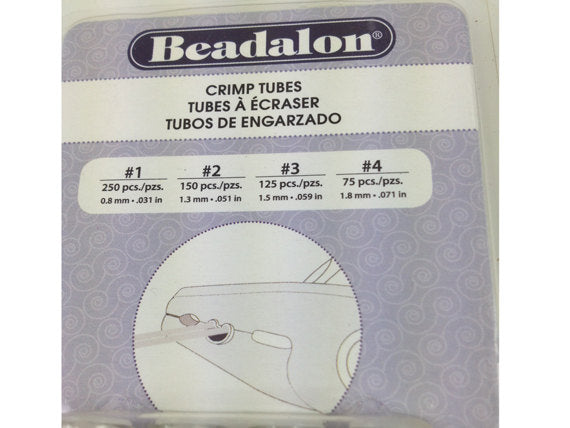 Beadalon®
CRIMP TUBES
TUBES À ÉCRASER
TUBOS DE ENGARZADO
#1 #2 #3 #4
250 pcs./pzs. 150 pcs./pzs. 125 pcs./pzs. 75 pcs./pzs.
0.8 mm • .031 in 1.3 mm • .051 in 1.5 mm • .059 in 1.8 mm • .071 in